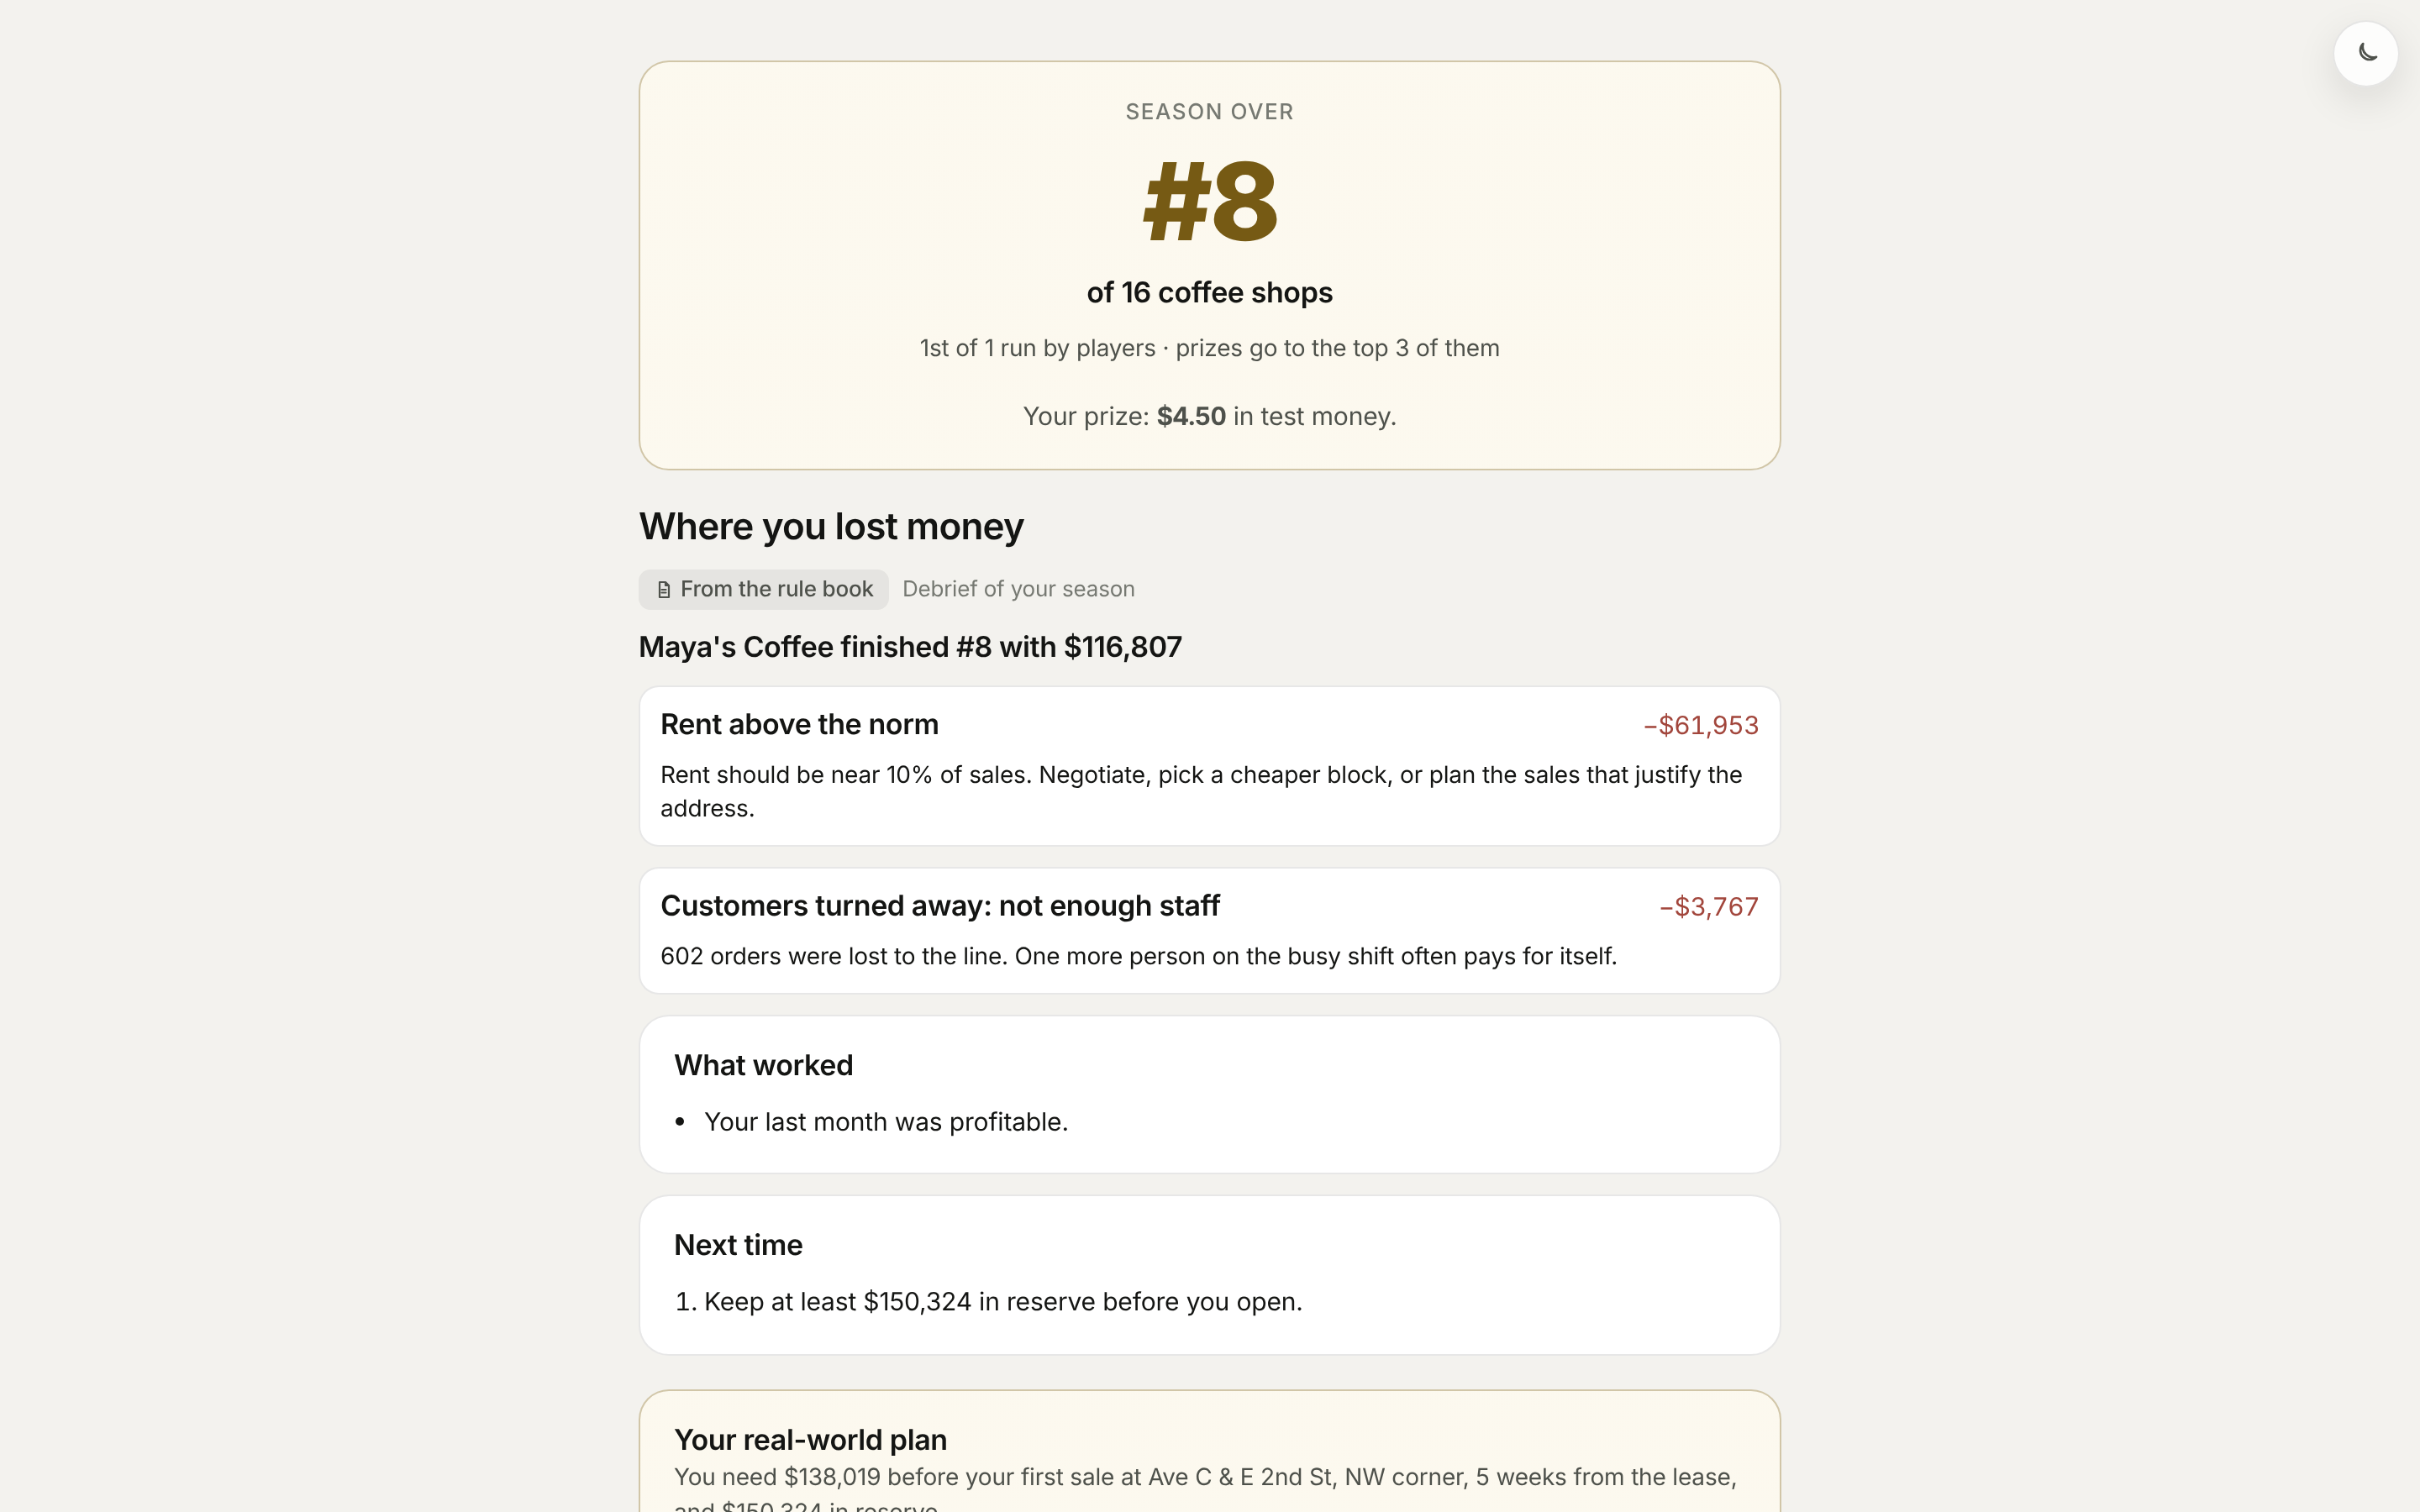 SEASON OVER
#8
of 16 coffee shops
1st of 1 run by players · prizes go to the top 3 of them
Your prize: $4.50 in test money.
Where you lost money
From the rule book Debrief of your season
Maya's Coffee finished #8 with $116,807
Rent above the norm −$61,953
Rent should be near 10% of sales. Negotiate, pick a cheaper block, or plan the sales that justify the
address.
Customers turned away: not enough staff −$3,767
602 orders were lost to the line. One more person on the busy shift often pays for itself.
What worked
• Your last month was profitable.
Next time
1. Keep at least $150,324 in reserve before you open.
Your real-world plan
You need $138,019 before your first sale at Ave C & E 2nd St, NW corner, 5 weeks from the lease,
and $150,324 in reserve.